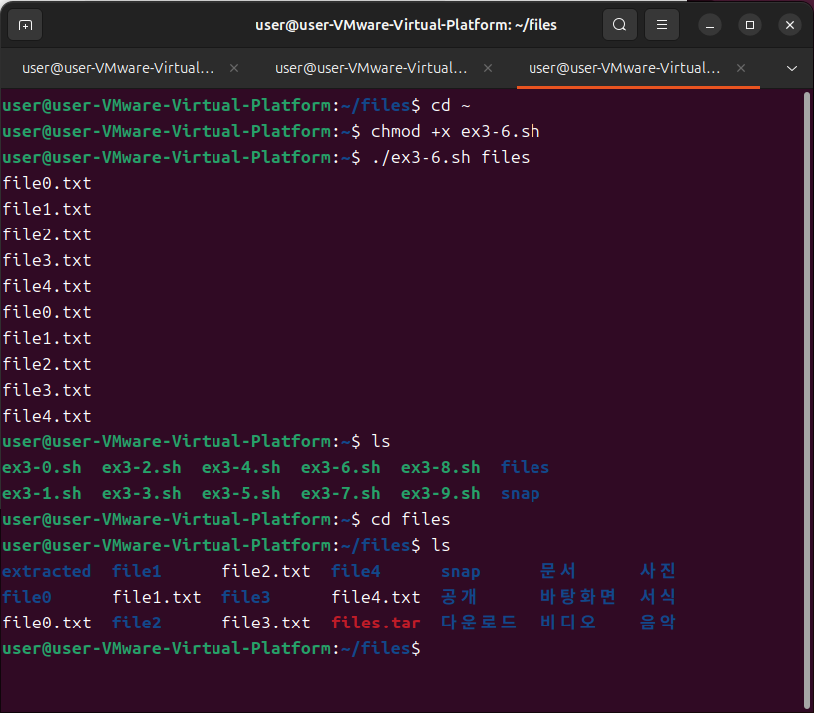 user@user-VMware-Virtual-Platform: ~/files
user@user-VMware-Virtual... user@user-VMware-Virtual... user@user-VMware-Virtual...
user@user-VMware-Virtual-Platform:~/files$ cd ~
user@user-VMware-Virtual-Platform:~$ chmod +x ex3-6.sh
user@user-VMware-Virtual-Platform:~$ ./ex3-6.sh files
file0.txt
file1.txt
file2.txt
file3.txt
file4.txt
file0.txt
file1.txt
file2.txt
file3.txt
file4.txt
user@user-VMware-Virtual-Platform:~$ ls
ex3-0.sh ex3-2.sh ex3-4.sh ex3-6.sh ex3-8.sh files
ex3-1.sh ex3-3.sh ex3-5.sh ex3-7.sh ex3-9.sh snap
user@user-VMware-Virtual-Platform:~$ cd files
user@user-VMware-Virtual-Platform:~/files$ ls
extracted file1 file2.txt file4 snap 문서 사진
file0 file1.txt file3 file4.txt 공개 바탕화면 서식
file0.txt file2 file3.txt files.tar 다운로드 비디오 음악
user@user-VMware-Virtual-Platform:~/files$